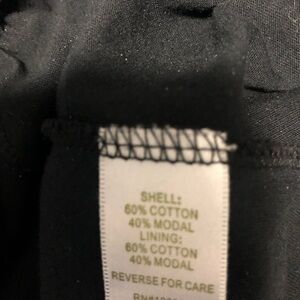 SHELL:
60% COTTON
40% MODAL
LINING:
60% COTTON
40% MODAL
REVERSE FOR CARE